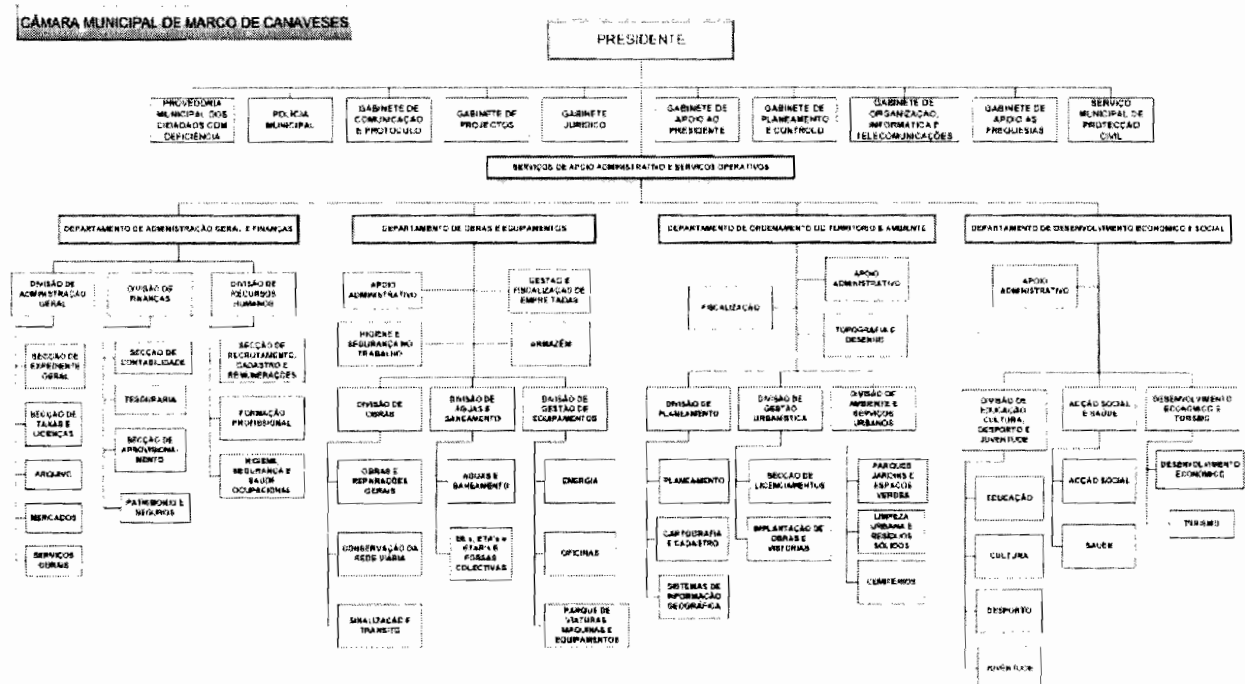 CÂMARA MUNICIPAL DE MARCO DE CANAVESES
PRESIDENTE
PROVEDORIA
MUNICIPAL DOS
CIDADÃOS COM
DEFICIÊNCIA
POLÍCIA
MUNICIPAL
GABINETE DE
COMUNICAÇÃO
E PROTOCOLO
GABINETE DE
PROJECTOS
GABINETE
JURÍDICO
GABINETE DE
APOIO AO
PRESIDENTE
GABINETE DE
PLANEAMENTO
E CONTROLO
GABINETE DE
ORGANIZAÇÃO,
INFORMÁTICA E
TELECOMUNICAÇÕES
GABINETE DE
APOIO ÀS
FREGUESIAS
SERVIÇO
MUNICIPAL DE
PROTECÇÃO
CIVIL
SERVIÇOS DE APOIO ADMINISTRATIVO E SERVIÇOS OPERATIVOS
DEPARTAMENTO DE ADMINISTRAÇÃO GERAL E FINANÇAS
DEPARTAMENTO DE OBRAS E EQUIPAMENTOS
DEPARTAMENTO DE ORDENAMENTO DO TERRITÓRIO E AMBIENTE
DEPARTAMENTO DE DESENVOLVIMENTO ECONÓMICO E SOCIAL
DIVISÃO DE
ADMINISTRAÇÃO
GERAL
DIVISÃO DE
FINANÇAS
DIVISÃO DE
RECURSOS
HUMANOS
SECÇÃO DE
EXPEDIENTE
GERAL
SECÇÃO DE
TAXAS E
LICENÇAS
ARQUIVO
MERCADOS
SERVIÇOS
GERAIS
SECÇÃO DE
CONTABILIDADE
TESOURARIA
SECÇÃO DE
APROVISIONA-
MENTO
PATRIMÓNIO E
SEGUROS
SECÇÃO DE
RECRUTAMENTO,
CADASTRO E
REMUNERAÇÕES
FORMAÇÃO
PROFISSIONAL
HIGIENE,
SEGURANÇA E
SAÚDE
OCUPACIONAL
APOIO
ADMINISTRATIVO
GESTÃO E
FISCALIZAÇÃO DE
EMPREITADAS
HIGIENE E
SEGURANÇA NO
TRABALHO
ARMAZÉM
DIVISÃO DE
OBRAS
DIVISÃO DE
ÁGUAS E
SANEAMENTO
DIVISÃO DE
GESTÃO DE
EQUIPAMENTOS
OBRAS E
REPARAÇÕES
GERAIS
CONSERVAÇÃO DA
REDE VIÁRIA
SINALIZAÇÃO E
TRÂNSITO
ÁGUAS E
SANEAMENTO
ETA's e
ETAR's E
FOSSAS
COLECTIVAS
ENERGIA
OFICINAS
PARQUE DE
VIATURAS
MÁQUINAS E
EQUIPAMENTOS
FISCALIZAÇÃO
APOIO
ADMINISTRATIVO
TOPOGRAFIA E
DESENHO
DIVISÃO DE
PLANEAMENTO
DIVISÃO DE
GESTÃO
URBANÍSTICA
DIVISÃO DE
AMBIENTE E
SERVIÇOS
URBANOS
PLANEAMENTO
CARTOGRAFIA
E CADASTRO
SISTEMAS DE
INFORMAÇÃO
GEOGRÁFICA
SECÇÃO DE
LICENCIAMENTOS
IMPLANTAÇÃO DE
OBRAS E
VISTORIAS
PARQUES
JARDINS E
ESPAÇOS
VERDES
LIMPEZA
URBANA E
RESÍDUOS
SÓLIDOS
CEMITÉRIOS
APOIO
ADMINISTRATIVO
DIVISÃO DE
EDUCAÇÃO
CULTURA,
DESPORTO E
JUVENTUDE
ACÇÃO SOCIAL
E SAÚDE
DESENVOLVIMENTO
ECONÓMICO E
TURISMO
EDUCAÇÃO
CULTURA
DESPORTO
JUVENTUDE
ACÇÃO SOCIAL
SAÚDE
DESENVOLVIMENTO
ECONÓMICO
TURISMO